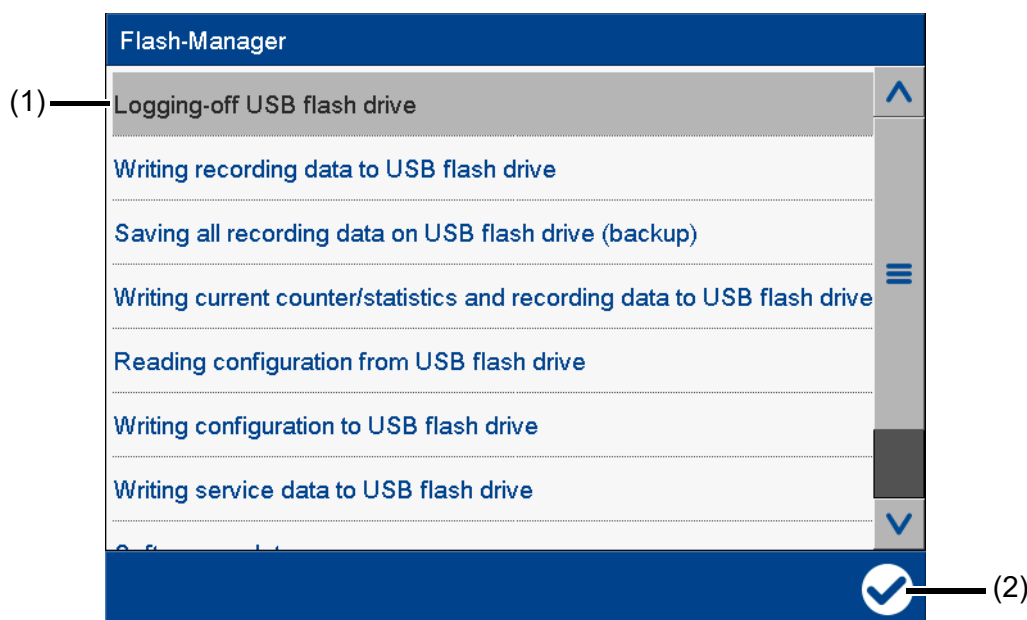 Flash-Manager
(1)
Logging-off USB flash drive
Writing recording data to USB flash drive
Saving all recording data on USB flash drive (backup)
Writing current counter/statistics and recording data to USB flash drive
Reading configuration from USB flash drive
Writing configuration to USB flash drive
Writing service data to USB flash drive
(2)